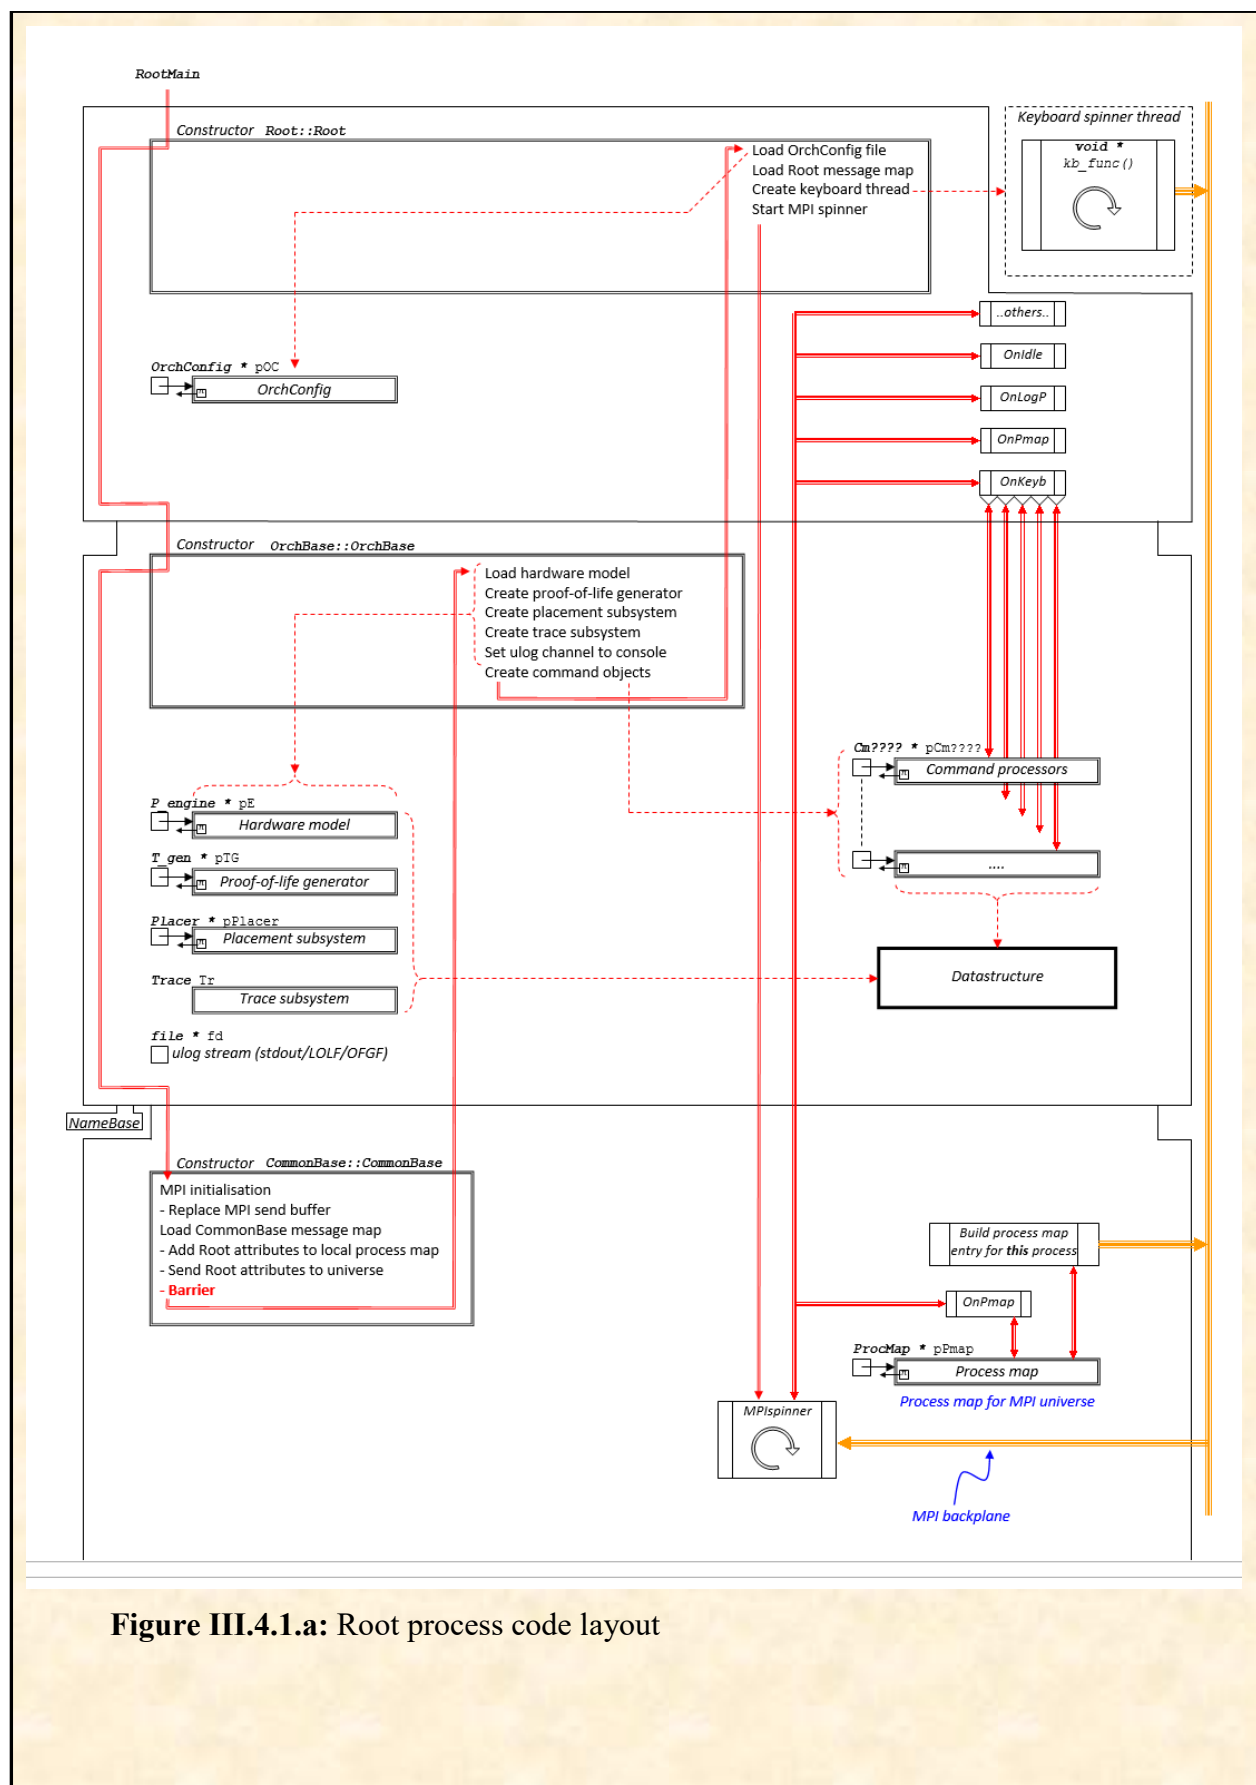 RootMain
Constructor Root::Root
Load OrchConfig file
Load Root message map
Create keyboard thread
Start MPI spinner
Keyboard spinner thread
void *
kb_func()
..others..
OnIdle
OnLogP
OnPmap
OnKeyb
OrchConfig * pOC
OrchConfig
Constructor OrchBase::OrchBase
Load hardware model
Create proof-of-life generator
Create placement subsystem
Create trace subsystem
Set ulog channel to console
Create command objects
Cm???? * pCm????
Command processors
....
Datastructure
P_engine * pE
Hardware model
T_gen * pTG
Proof-of-life generator
Placer * pPlacer
Placement subsystem
Trace Tr
Trace subsystem
file * fd
ulog stream (stdout/LOLF/OFGF)
NameBase
Constructor CommonBase::CommonBase
MPI initialisation
- Replace MPI send buffer
Load CommonBase message map
- Add Root attributes to local process map
- Send Root attributes to universe
- Barrier
Build process map
entry for this process
OnPmap
ProcMap * pPmap
Process map
Process map for MPI universe
MPIspinner
MPI backplane
Figure III.4.1.a: Root process code layout